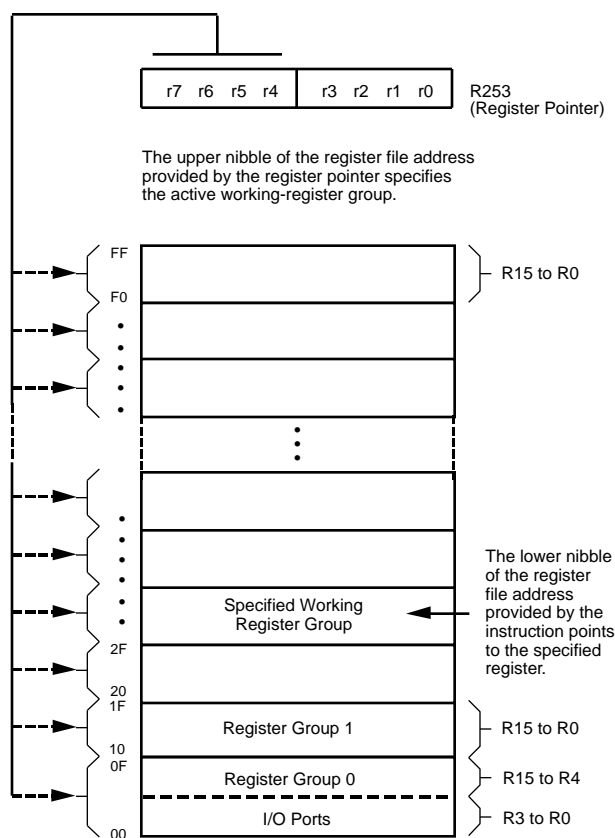 r7 r6 r5 r4 r3 r2 r1 r0
R253
(Register Pointer)
The upper nibble of the register file address
provided by the register pointer specifies
the active working-register group.
FF
R15 to R0
F0
The lower nibble
of the register
file address
provided by the
instruction points
to the specified
register.
Specified Working
Register Group
2F
20
1F
Register Group 1
R15 to R0
10
0F
Register Group 0
R15 to R4
I/O Ports
R3 to R0
00